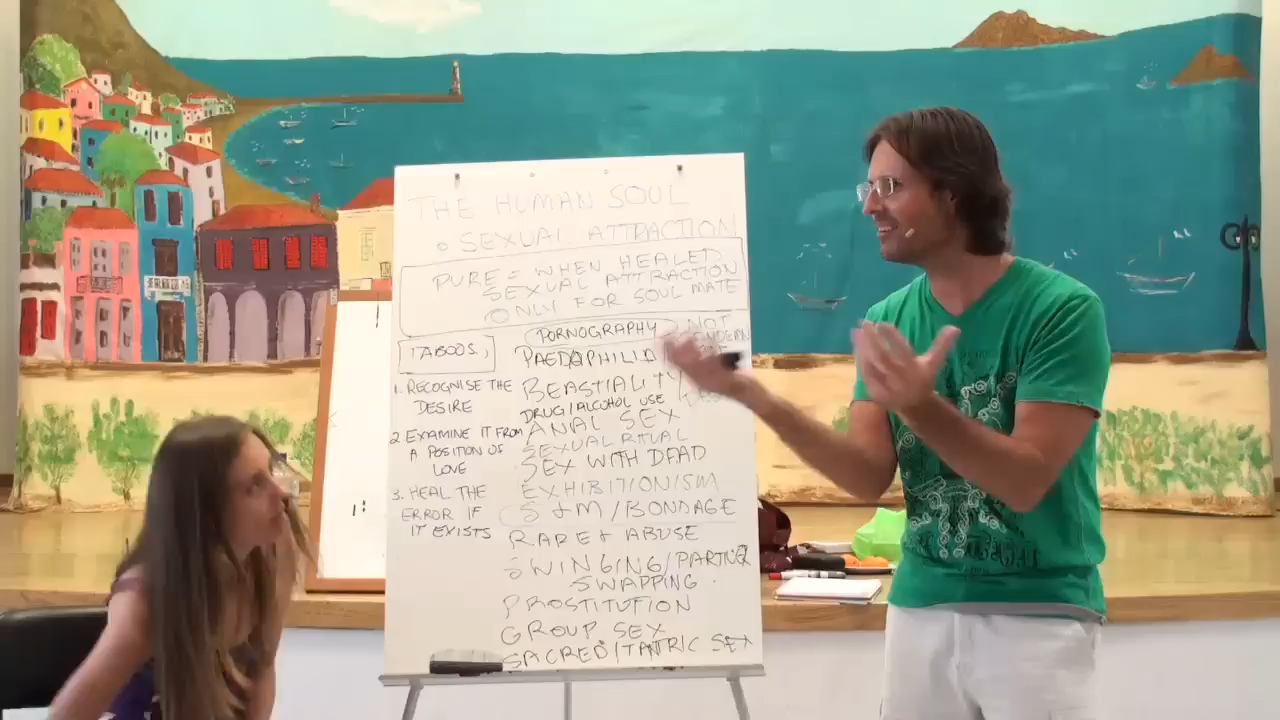 THE HUMAN SOUL
o SEXUAL ATTRACTION
PURE = WHEN HEALED
SEXUAL ATTRACTION
ONLY FOR SOUL MATE
PORNOGRAPHY
NOT
TABOOS,
PAEDOPHILIA
1. RECOGNISE THE
DESIRE
2 EXAMINE IT FROM
A POSITION OF
LOVE
3. HEAL THE
ERROR IF
IT EXISTS
BEASTIALITY
DRUG/ALCOHOL USE
ANAL SEX
SEXUAL RITUAL
SEX WITH DEAD
EXHIBITIONISM
S+M/BONDAGE
RAPE + ABUSE
SWINGING/PARTNER
SWAPPING
PROSTITUTION
GROUP SEX
SACRED/TANTRIC SEX